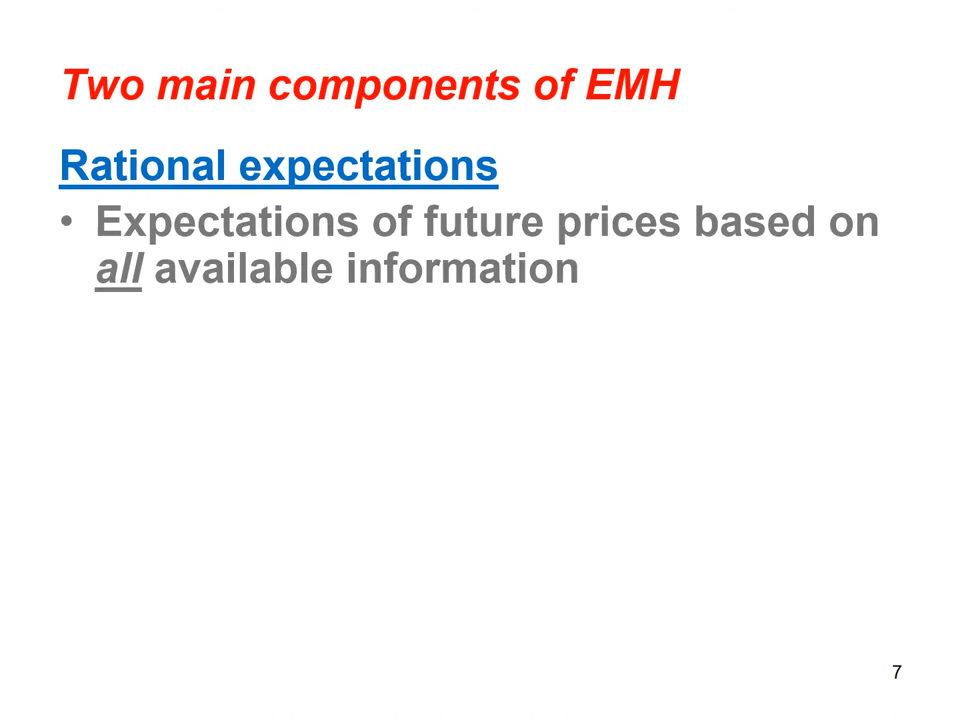 Two main components of EMH
Rational expectations
• Expectations of future prices based on
all available information
7